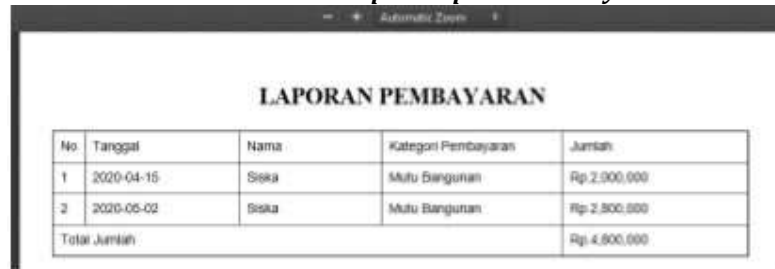 Automatic Zoom
LAPORAN PEMBAYARAN
No Tanggal Nama Kategori Pembayaran Jumlah
1 2020-04-15 Siska Mutu Bangunan Rp.2,000,000
2 2020-05-02 Siska Mutu Bangunan Rp.2,800,000
Total Jumlah Rp.4,800,000